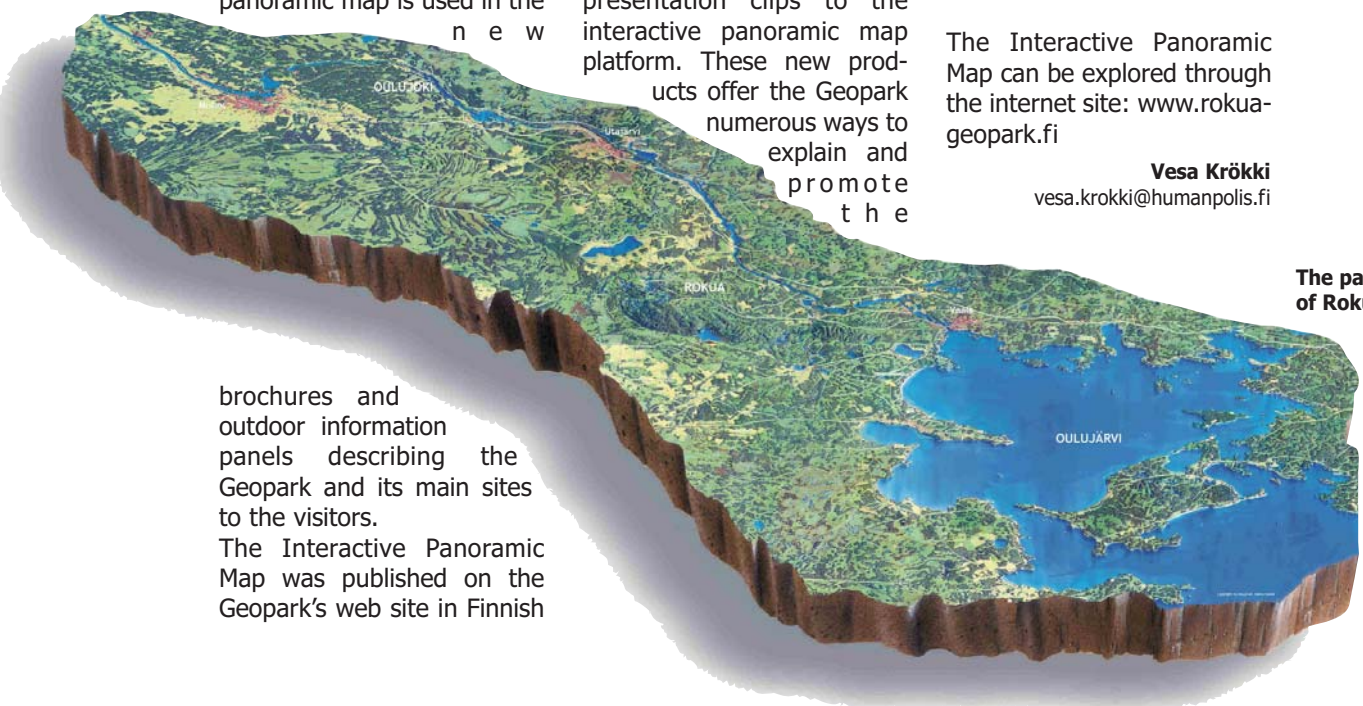 panoramic map is used in the
n e w
brochures and
outdoor information
panels describing the
Geopark and its main sites
to the visitors.
The Interactive Panoramic
Map was published on the
Geopark's web site in Finnish
presentation clips to the
interactive panoramic map
platform. These new prod-
ucts offer the Geopark
numerous ways to
explain and
p r o m o t e
t h e
The Interactive Panoramic
Map can be explored through
the internet site: www.rokua-
geopark.fi
Vesa Krökki
vesa.krokki@humanpolis.fi
The pa
of Rok
Muhos
OULUJOKI
Utajärvi
ROKUA
Vaala
OULUJÄRVI